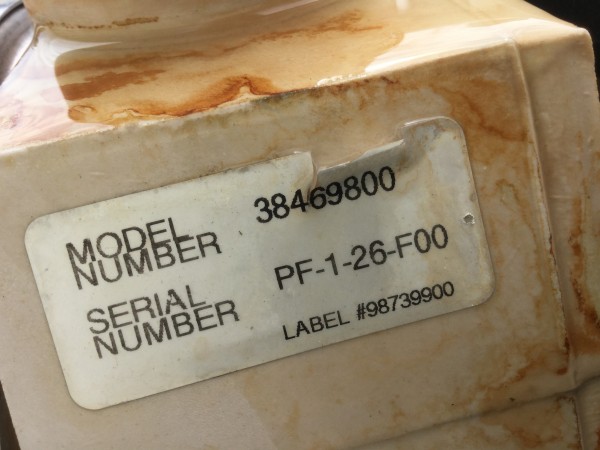 MODEL
NUMBER 38469800
SERIAL
NUMBER PF-1-26-F00
LABEL #98739900